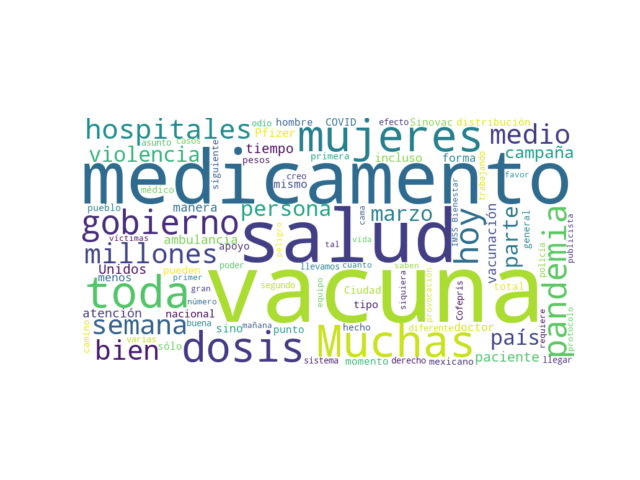 odio hombre COVID efecto Sinovac distribución
hospitales mujeres medio
asunto casos Pfizer tiempo
violencia siguiente pesos primera incluso forma trabajando campaña
medicamento
médico creo mismo favor
pueblo manera persona marzo hoy IMSS Bienestar parte general
gobierno salud pandemia
víctimas ambulancia apoyo peligro tal vida vacunación policía publicista
millones
Unidos pueden poder llevamos cuanto saben
menos primer gran segundo equipo Ciudad siquiera provocación Cofepris total
toda vacuna
número tipo
atención nacional buena mañana
semana sino punto hecho Muchas diferente doctor país requiere protocolo
camino varias
bien sólo dosis paciente
sistema momento derecho mexicano llegar